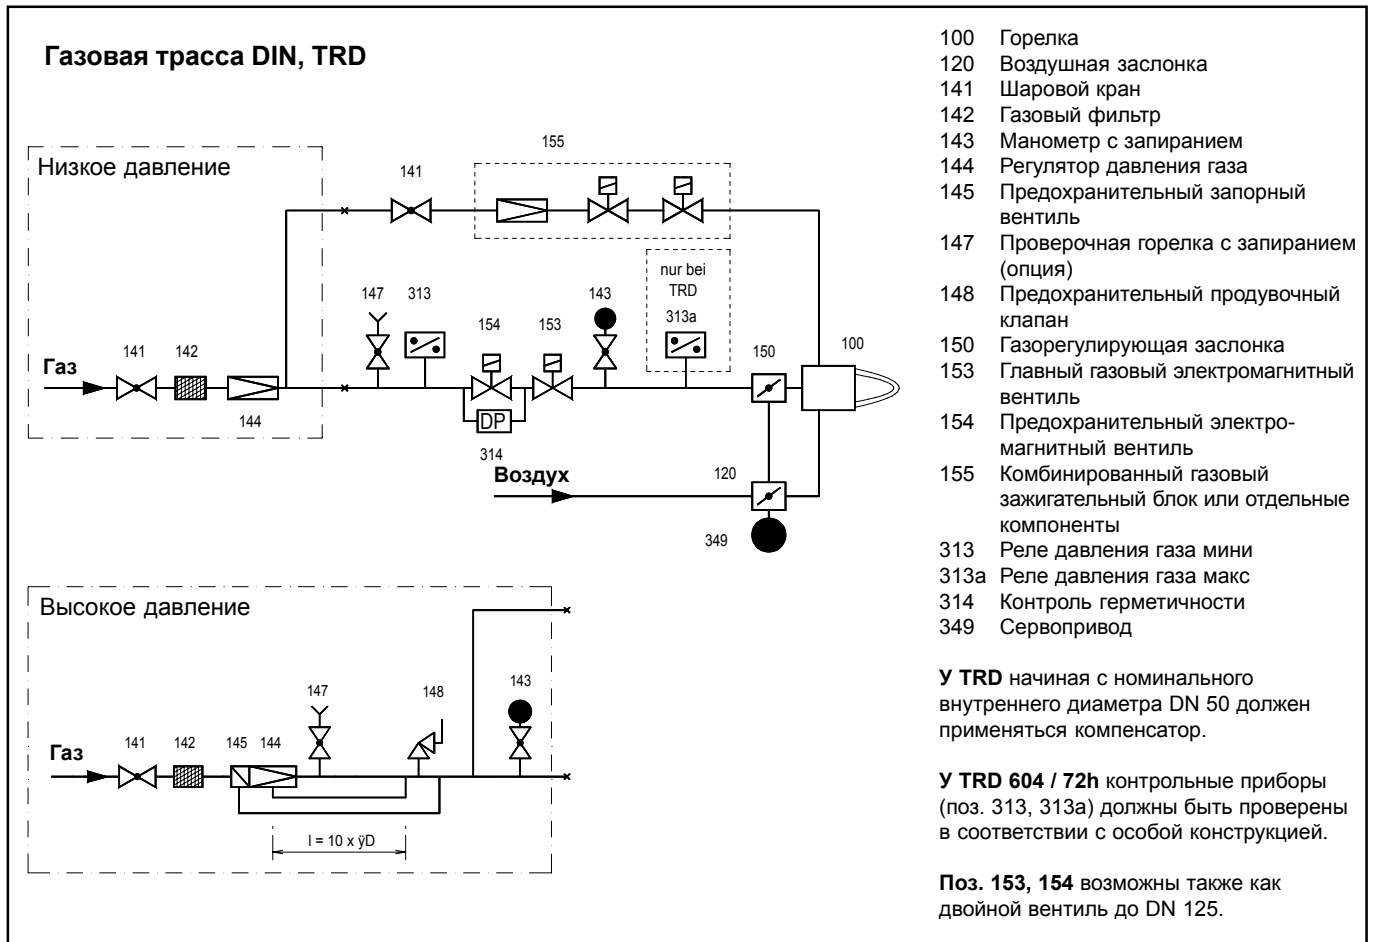 Газовая трасса DIN, TRD
Низкое давление
155
141
nur bei
TRD
147
313
143
313a
154
153
150
100
Газ
141
142
144
DP
314
Воздух
120
349
Высокое давление
147
148
143
Газ
141
142
145
144
l = 10 x ÿD
100 Горелка
120 Воздушная заслонка
141 Шаровой кран
142 Газовый фильтр
143 Манометр с запиранием
144 Регулятор давления газа
145 Предохранительный запорный
вентиль
147 Проверочная горелка с запиранием
(опция)
148 Предохранительный продувочный
клапан
150 Газорегулирующая заслонка
153 Главный газовый электромагнитный
вентиль
154 Предохранительный электро-
магнитный вентиль
155 Комбинированный газовый
зажигательный блок или отдельные
компоненты
313 Реле давления газа мини
313a Реле давления газа макс
314 Контроль герметичности
349 Сервопривод
У TRD начиная с номинального
внутреннего диаметра DN 50 должен
применяться компенсатор.
У TRD 604 / 72h контрольные приборы
(поз. 313, 313a) должны быть проверены
в соответствии с особой конструкцией.
Поз. 153, 154 возможны также как
двойной вентиль до DN 125.